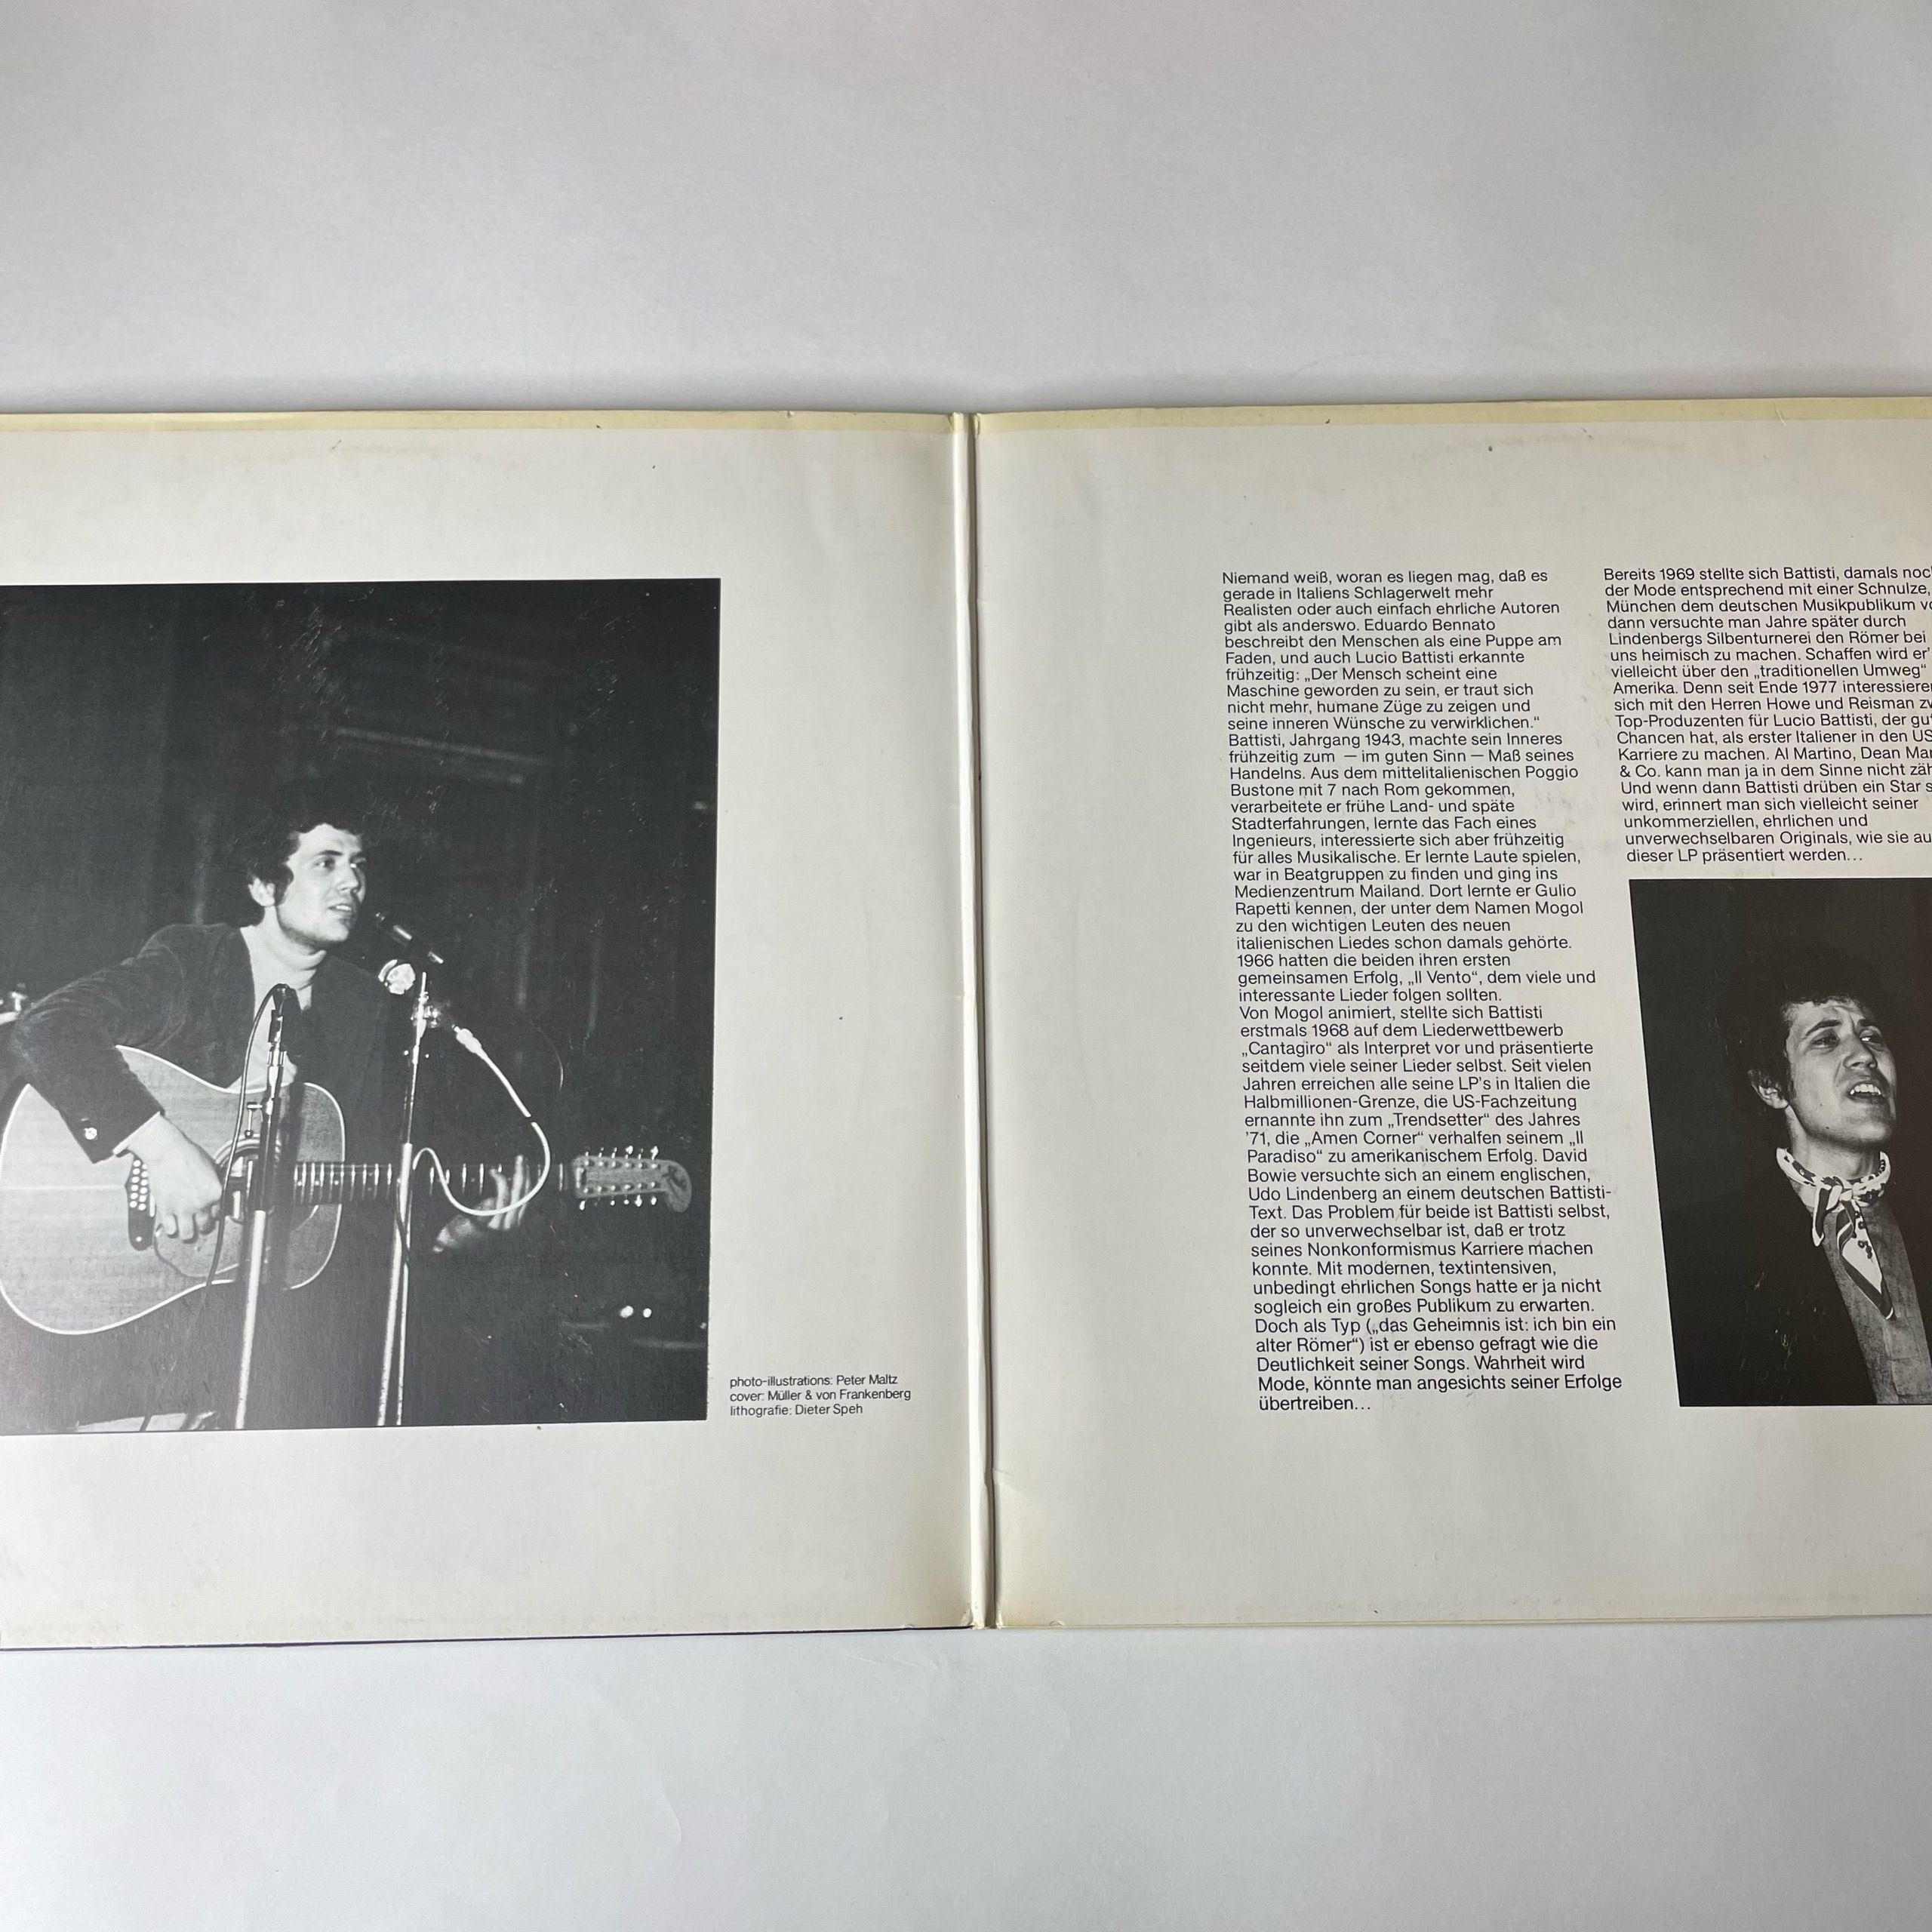 photo-illustrations: Peter Maltz
cover: Müller & von Frankenberg
lithografie: Dieter Speh
Niemand weiß, woran es liegen mag, daß es
gerade in Italiens Schlagerwelt mehr
Realisten oder auch einfach ehrliche Autoren
gibt als anderswo. Eduardo Bennato
beschreibt den Menschen als eine Puppe am
Faden, und auch Lucio Battisti erkannte
frühzeitig: „Der Mensch scheint eine
Maschine geworden zu sein, er traut sich
nicht mehr, humane Züge zu zeigen und
seine inneren Wünsche zu verwirklichen.“
Battisti, Jahrgang 1943, machte sein Inneres
frühzeitig zum — im guten Sinn — Maß seines
Handelns. Aus dem mittelitalienischen Poggio
Bustone mit 7 nach Rom gekommen,
verarbeitete er frühe Land- und späte
Stadterfahrungen, lernte das Fach eines
Ingenieurs, interessierte sich aber frühzeitig
für alles Musikalische. Er lernte Laute spielen,
war in Beatgruppen zu finden und ging ins
Medienzentrum Mailand. Dort lernte er Gulio
Rapetti kennen, der unter dem Namen Mogol
zu den wichtigen Leuten des neuen
italienischen Liedes schon damals gehörte.
1966 hatten die beiden ihren ersten
gemeinsamen Erfolg, „Il Vento“, dem viele und
interessante Lieder folgen sollten.
Von Mogol animiert, stellte sich Battisti
erstmals 1968 auf dem Liederwettbewerb
„Cantagiro“ als Interpret vor und präsentierte
seitdem viele seiner Lieder selbst. Seit vielen
Jahren erreichen alle seine LP's in Italien die
Halbmillionen-Grenze, die US-Fachzeitung
ernannte ihn zum „Trendsetter“ des Jahres
'71, die „Amen Corner“ verhalfen seinem „Il
Paradiso“ zu amerikanischem Erfolg. David
Bowie versuchte sich an einem englischen,
Udo Lindenberg an einem deutschen Battisti-
Text. Das Problem für beide ist Battisti selbst,
der so unverwechselbar ist, daß er trotz
seines Nonkonformismus Karriere machen
konnte. Mit modernen, textintensiven,
unbedingt ehrlichen Songs hatte er ja nicht
sogleich ein großes Publikum zu erwarten.
Doch als Typ („das Geheimnis ist: ich bin ein
alter Römer“) ist er ebenso gefragt wie die
Deutlichkeit seiner Songs. Wahrheit wird
Mode, könnte man angesichts seiner Erfolge
übertreiben...
Bereits 1969 stellte sich Battisti, damals
der Mode entsprechend mit einer Schnulze,
München dem deutschen Musikpublikum
dann versuchte man Jahre später durch
Lindenbergs Silbenturnerei den Römer bei
uns heimisch zu machen. Schaffen wird er'
vielleicht über den „traditionellen Umweg“
Amerika. Denn seit Ende 1977
sich mit den Herren Howe und Reisman
Top-Produzenten für Lucio Battisti, der
Chancen hat, als erster Italiener in den
Karriere zu machen. Al Martino, Dean
& Co. kann man ja in dem Sinne nicht
Und wenn dann Battisti drüben ein Star
wird, erinnert man sich vielleicht seiner
unkommerziellen, ehrlichen und
unverwechselbaren Originals, wie sie
dieser LP präsentiert werden...